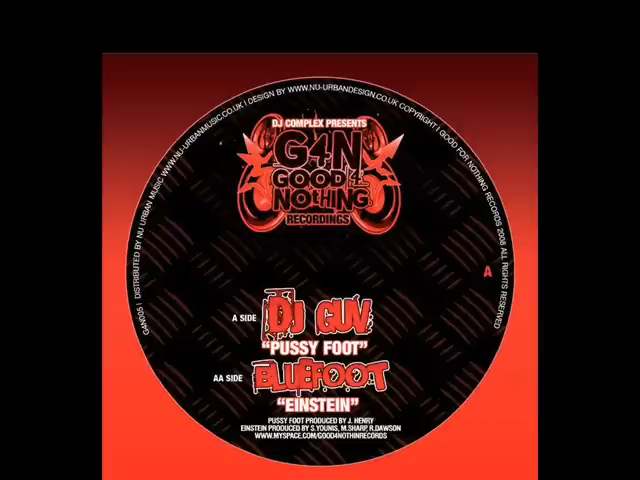 G4N005 | DISTRIBUTED BY NU URBAN MUSIC WWW.NU-URBANMUSIC.CO.UK | DESIGN BY WWW.NU-URBANDESIGN.CO.UK COPYRIGHT | GOOD FOR NOTHING RECORDS 2008 ALL RIGHTS RESERVED
DJ COMPLEX PRESENTS
G4N
GOOD 4
NOtHING
RECORDINGS
A
A SIDE DJ GUV
“PUSSY FOOT”
AA SIDE BLUEFOOT
“EINSTEIN”
PUSSY FOOT PRODUCED BY J. HENRY
EINSTEIN PRODUCED BY S.YOUNIS, M.SHARP, R.DAWSON
WWW.MYSPACE.COM/GOOD4NOTHINRECORDS